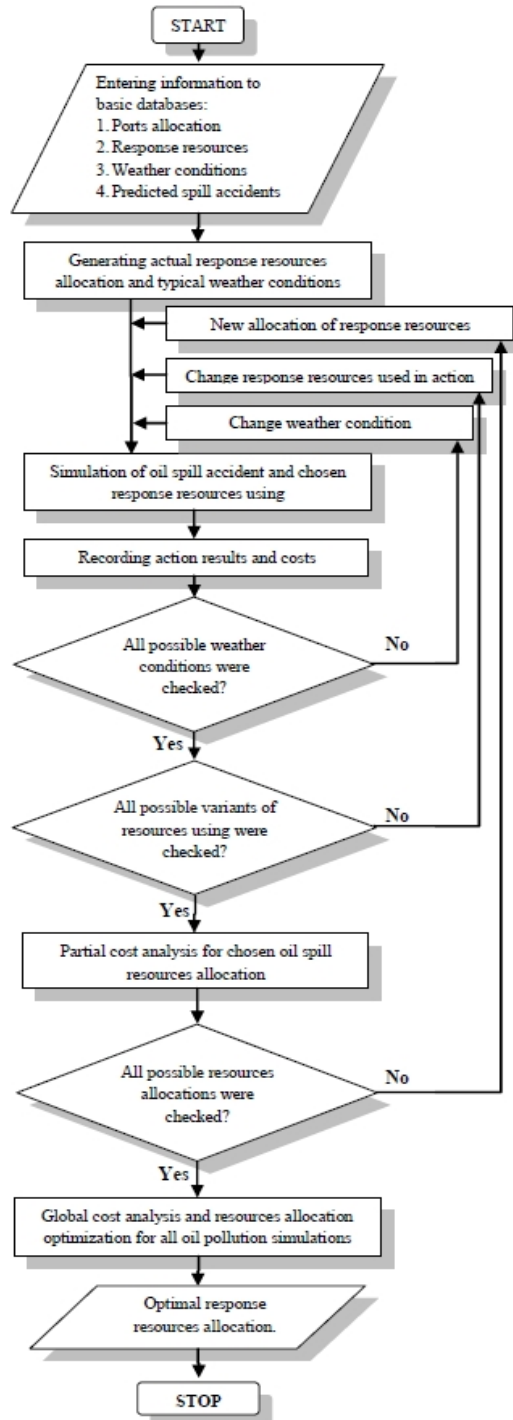 START
Entering information to
basic databases:
1. Ports allocation
2. Response resources
3. Weather conditions
4. Predicted spill accidents
Generating actual response resources
allocation and typical weather conditions
New allocation of response resources
Change response resources used in action
Change weather condition
Simulation of oil spill accident and chosen
response resources using
Recording action results and costs
All possible weather
conditions were
checked?
No
Yes
All possible variants of
resources using were
checked?
No
Yes
Partial cost analysis for chosen oil spill
resources allocation
All possible resources
allocations were
checked?
No
Yes
Global cost analysis and resources allocation
optimization for all oil pollution simulations
Optimal response
resources allocation.
STOP